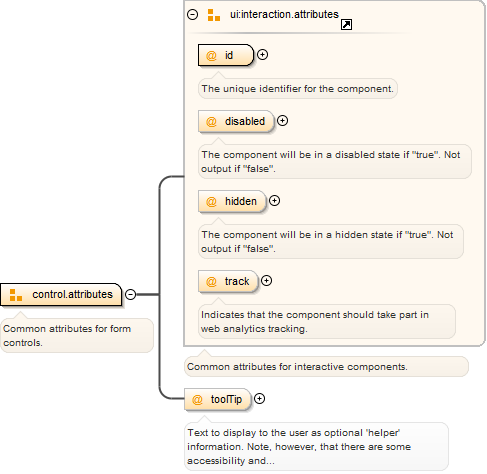 ui:interaction.attributes
@ id
The unique identifier for the component.
@ disabled
The component will be in a disabled state if "true". Not
output if "false".
@ hidden
The component will be in a hidden state if "true". Not
output if "false".
@ track
Indicates that the component should take part in
web analytics tracking.
control.attributes
Common attributes for form
controls.
Common attributes for interactive components.
@ toolTip
Text to display to the user as optional 'helper'
information. Note, however, that there are some
accessibility and...